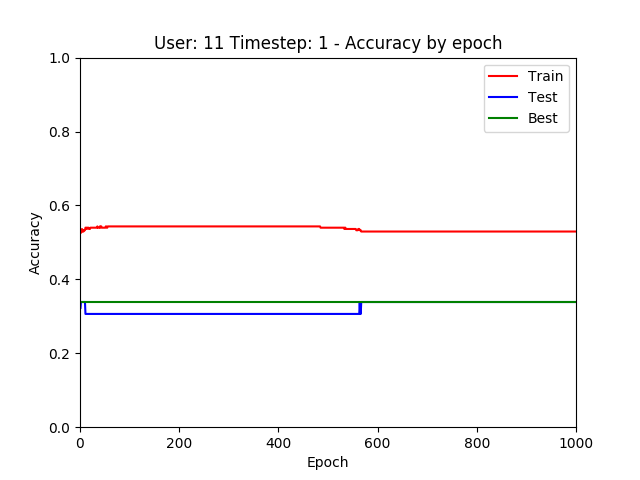 User: 11 Timestep: 1 - Accuracy by epoch
1.0
0.8
0.6
0.4
0.2
0.0
Accuracy
Train
Test
Best
0 200 400 600 800 1000
Epoch